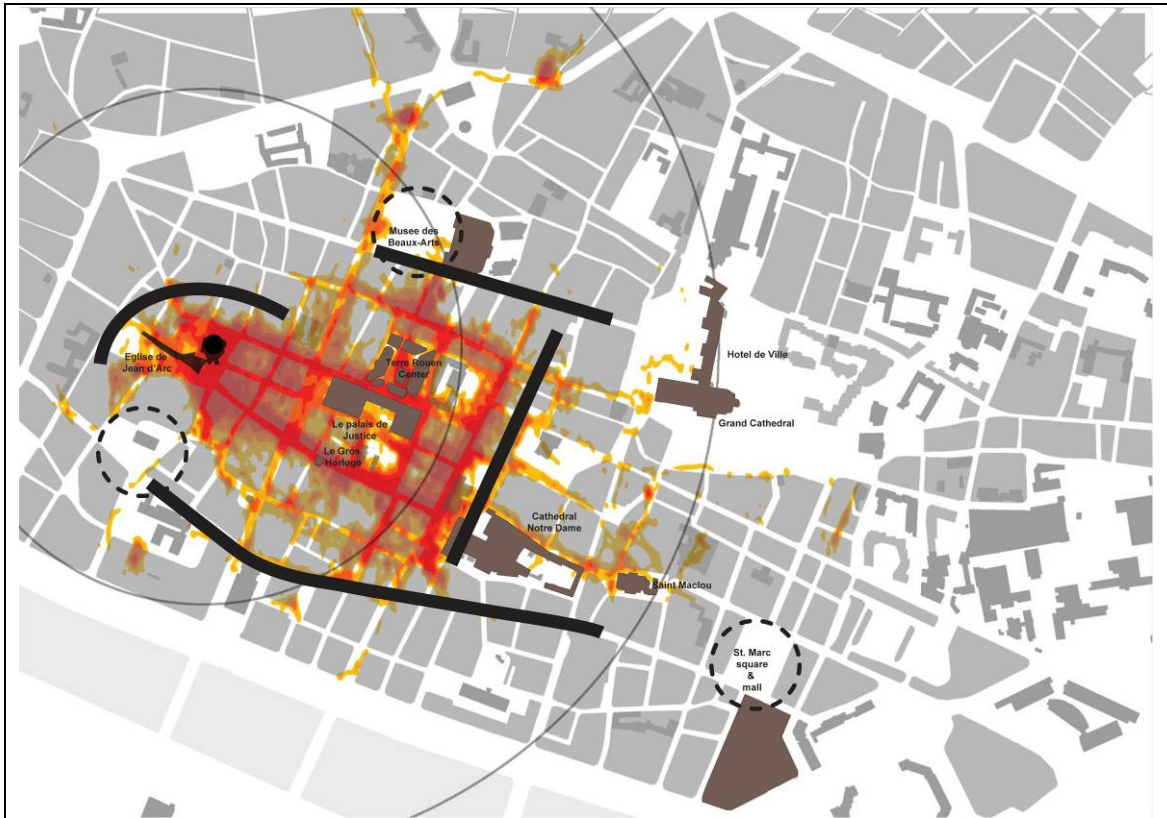 Musee des
Beaux-Arts
Eglise de
Jean d'Arc
Terre Rouen
Center
Hotel de Ville
Le palais de
Justice
Grand Cathedral
Le Gros
Horloge
Cathedral
Notre Dame
Saint Maclou
St. Marc
square
&
mall